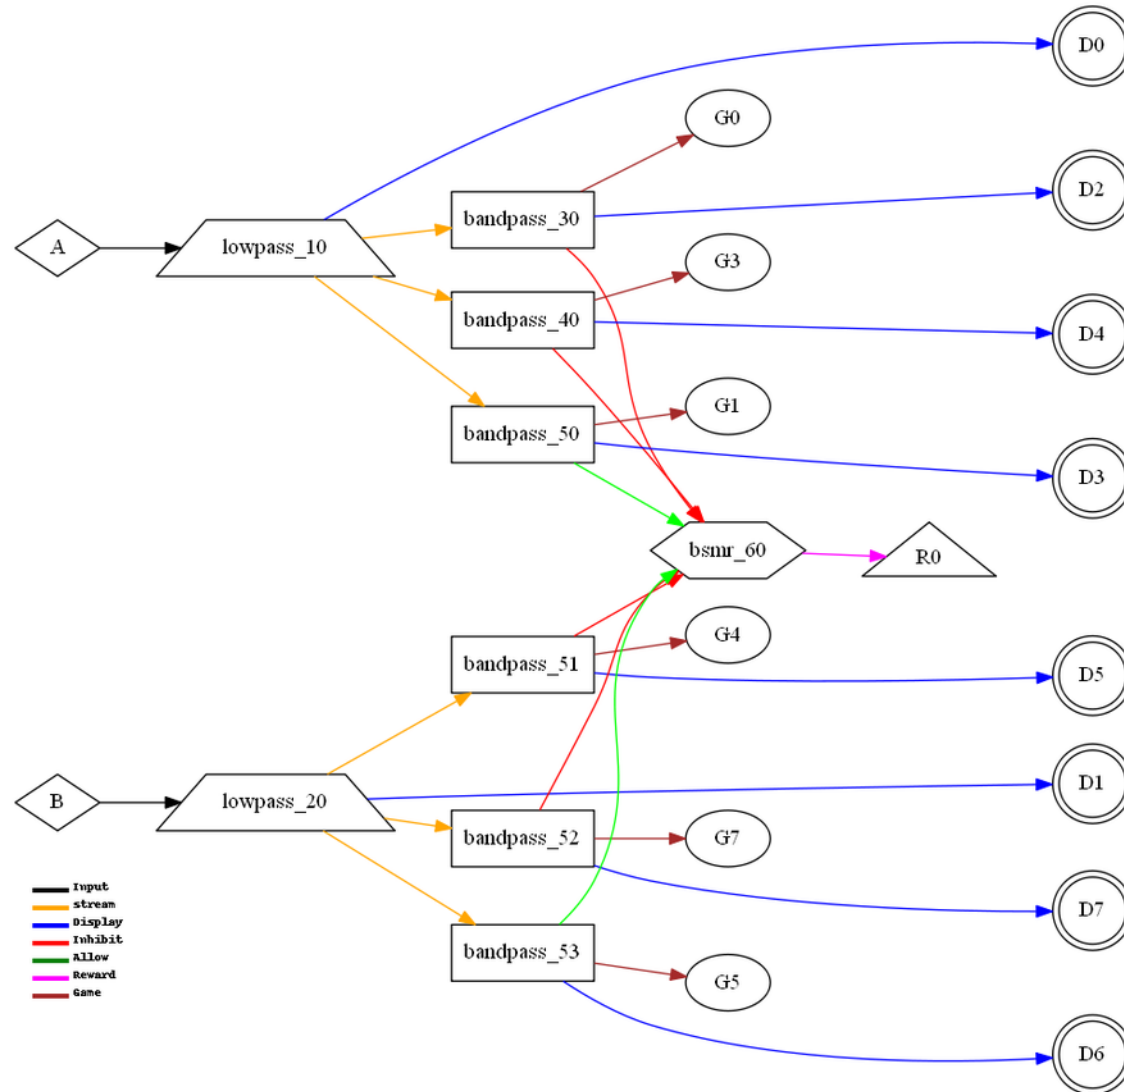 D0
G0
D2
bandpass_30
A
lowpass_10
G3
bandpass_40
D4
G1
bandpass_50
D3
bsmr_60
R0
G4
bandpass_51
D5
D1
B
lowpass_20
bandpass_52
G7
D7
Input
stream
Display
Inhibit
Allow
Reward
Game
bandpass_53
G5
D6